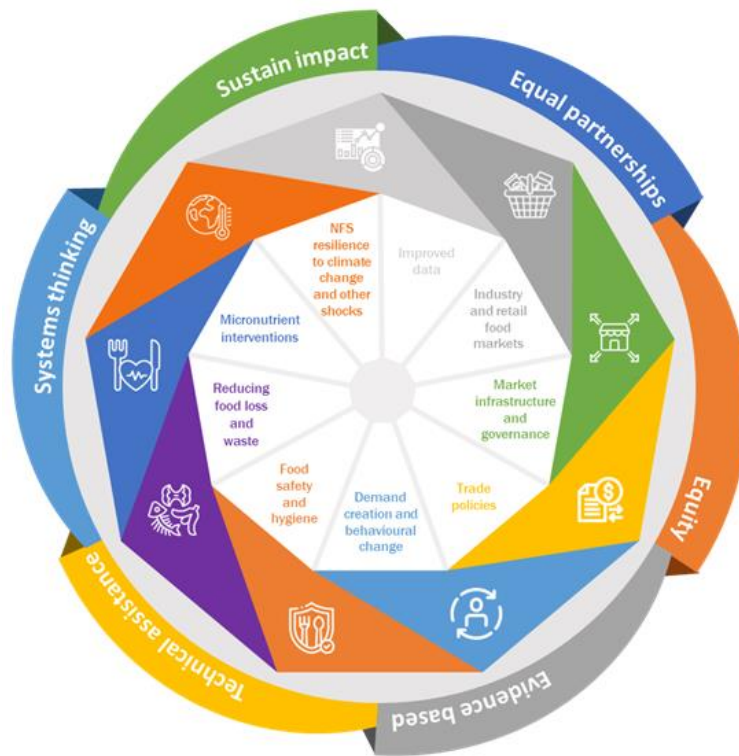 Sustain impact
Equal partnerships
Equity
Evidence based
Technical assistance
Systems thinking
NFS
resilience
to climate
change
and other
shocks
Improved
data
Industry
and retail
food
markets
Market
infrastructure
and
governance
Trade
policies
Demand
creation and
behavioural
change
Food
safety
and
hygiene
Reducing
food loss
and
waste
Micronutrient
interventions
$